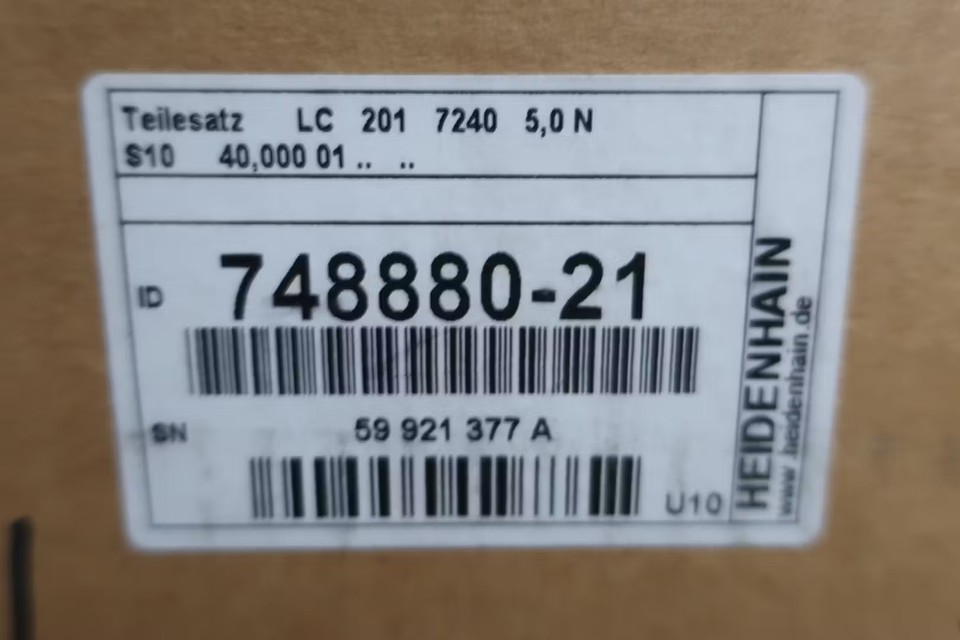 Teilesatz LC 201 7240 5,0 N
S10 40,000 01 .. ..
ID 748880-21
SN 59 921 377 A
U10
HEIDENHAIN
www.heidenhain.de